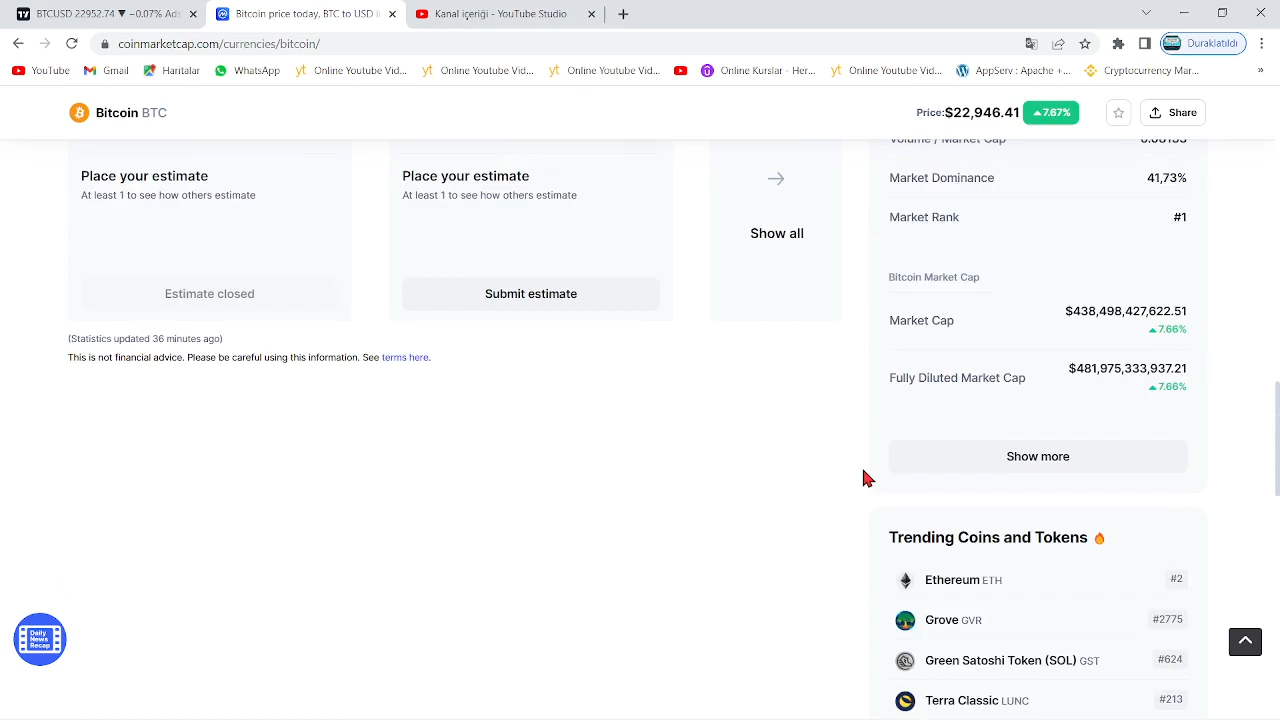 BTCUSD 22952.74 ▼ −0.07% Ads
Bitcoin price today, BTC to USD li
Kanal içeriği - YouTube Studio
coinmarketcap.com/currencies/bitcoin/
Duraklatıldı
YouTube
Gmail
Haritalar
WhatsApp
Online Youtube Vid...
Online Youtube Vid...
Online Youtube Vid...
Online Kurslar - Her...
Online Youtube Vid...
AppServ : Apache +...
Cryptocurrency Mar...
»
Bitcoin BTC
Price:$22,946.41
7.67%
Share
Place your estimate
At least 1 to see how others estimate
Estimate closed
Place your estimate
At least 1 to see how others estimate
Submit estimate
Show all
(Statistics updated 36 minutes ago)
This is not financial advice. Please be careful using this information. See terms here.
Volume / Market Cap 0.06133
Market Dominance 41,73%
Market Rank #1
Bitcoin Market Cap
Market Cap $438,498,427,622.51
7.66%
Fully Diluted Market Cap $481,975,333,937.21
7.66%
Show more
Trending Coins and Tokens 🔥
Ethereum ETH #2
Grove GVR #2775
Green Satoshi Token (SOL) GST #624
Terra Classic LUNC #213
Daily
News
Recap